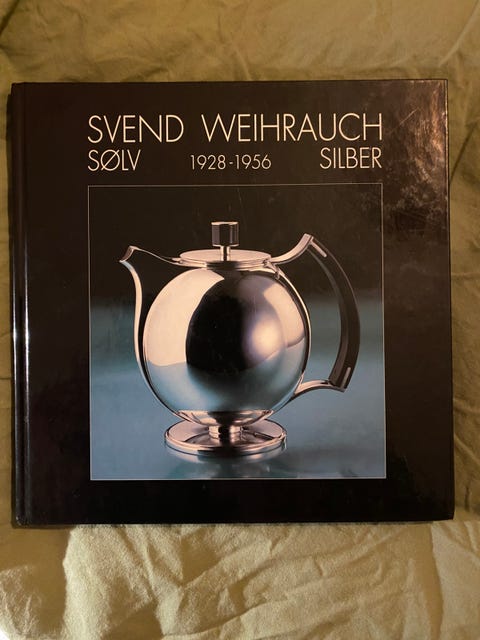 SVEND WEIHRAUCH
SØLV 1928-1956 SILBER